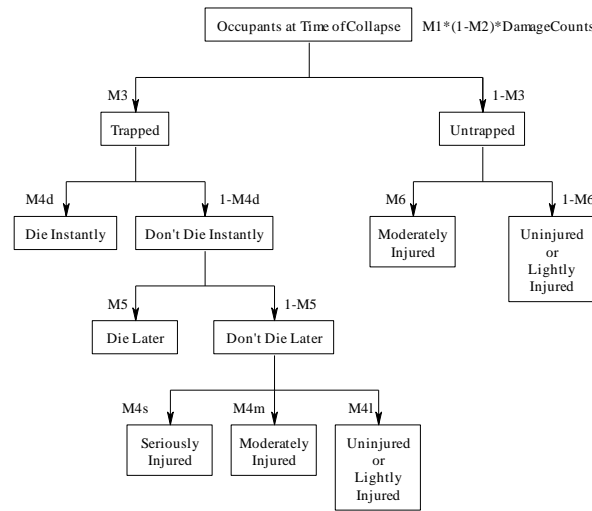 Occupants at Time of Collapse
M1*(1-M2)*DamageCounts
M3
1-M3
Trapped
Untrapped
M4d
1-M4d
M6
1-M6
Die Instantly
Don't Die Instantly
Moderately
Injured
Uninjured
or
Lightly
Injured
M5
1-M5
Die Later
Don't Die Later
M4s
M4m
M4l
Seriously
Injured
Moderately
Injured
Uninjured
or
Lightly
Injured